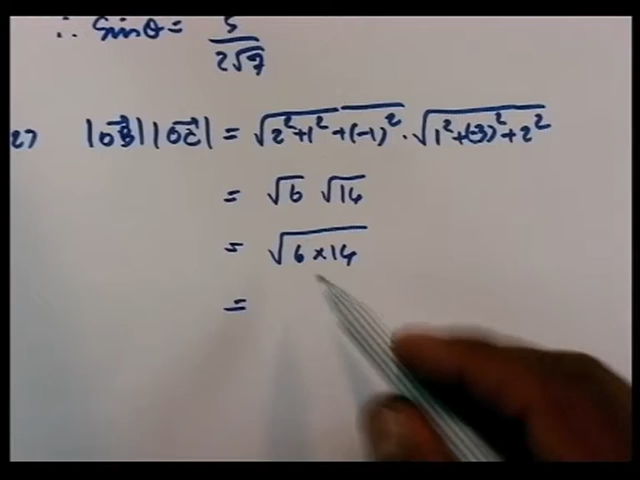 ∴ Sinθ = 5/2√7
27 |OB⃗| |OC⃗| = √2²+1²+(-1)² . √1²+(-3)²+2²
= √6 √14
= √6×14
=